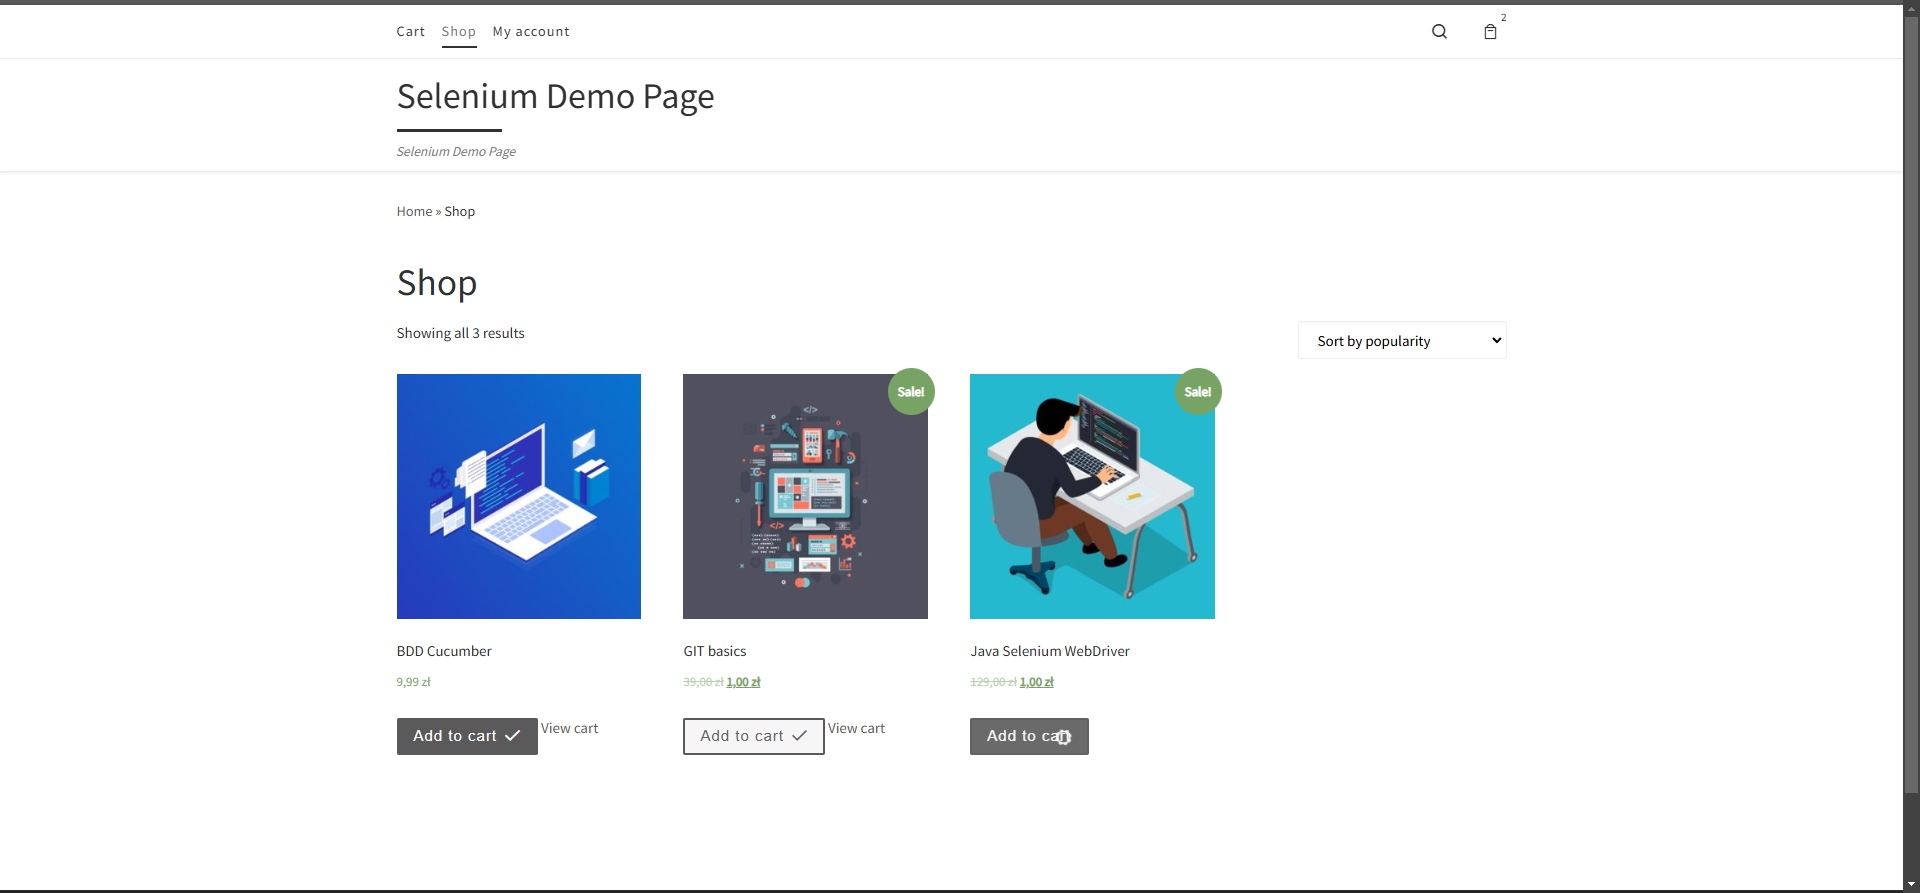 Cart Shop My account 2
Selenium Demo Page
Selenium Demo Page
Home » Shop
Shop
Showing all 3 results
Sort by popularity
Sale!
Sale!
BDD Cucumber
9,99 zł
Add to cart View cart
GIT basics
39,00 zł 1,00 zł
Add to cart View cart
Java Selenium WebDriver
129,00 zł 1,00 zł
Add to cart